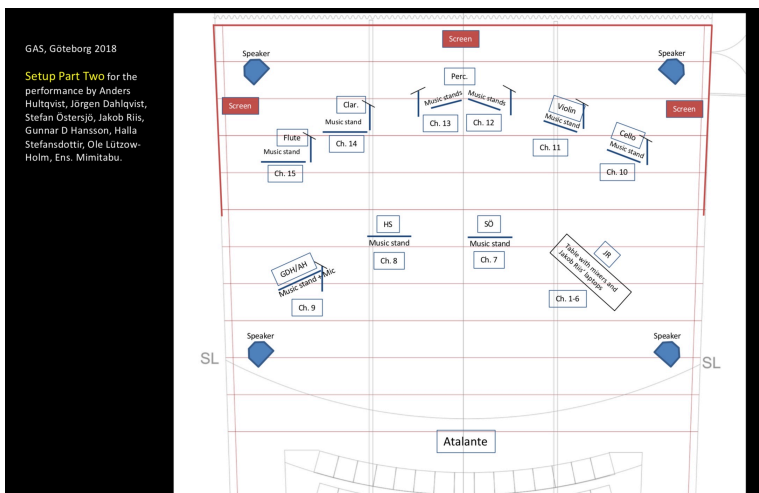 GAS, Göteborg 2018
Setup Part Two for the
performance by Anders
Hultqvist, Jörgen Dahlqvist,
Stefan Östersjö, Jakob Riis,
Gunnar D Hansson, Halla
Stefansdottir, Ole Lützow-
Holm, Ens. Mimitabu.
Screen
Speaker
Speaker
Perc.
Screen
Clar.
Music stands
Music stands
Violin
Screen
Music stand
Ch. 13
Ch. 12
Music stand
Flute
Ch. 14
Ch. 11
Cello
Music stand
Music stand
Ch. 15
Ch. 10
HS
SÖ
Music stand
Music stand
JR
Ch. 8
Ch. 7
Table with mixers and
Jakob Riis' laptops
GDH/AH
Music stand + Mic
Ch. 9
Ch. 1-6
Speaker
Speaker
SL
SL
Atalante